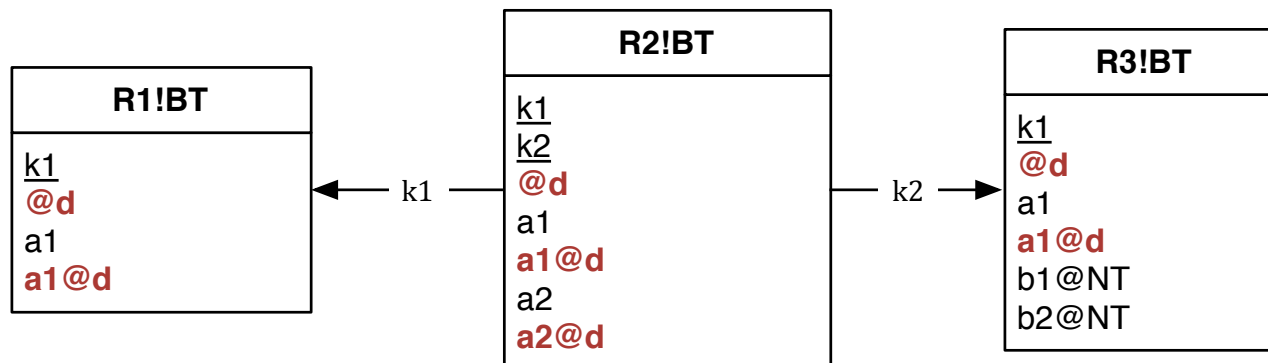 R1!BT
k1
@d
a1
a1@d
k1
R2!BT
k1
k2
@d
a1
a1@d
a2
a2@d
k2
R3!BT
k1
@d
a1
a1@d
b1@NT
b2@NT